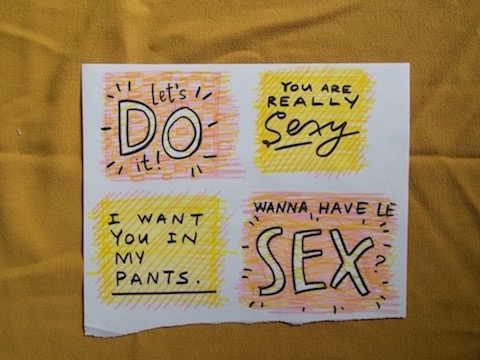 Let's
DO
it!
YOU ARE
REALLY
Sexy
I WANT
YOU IN
MY
PANTS.
WANNA HAVE LE
SEX?